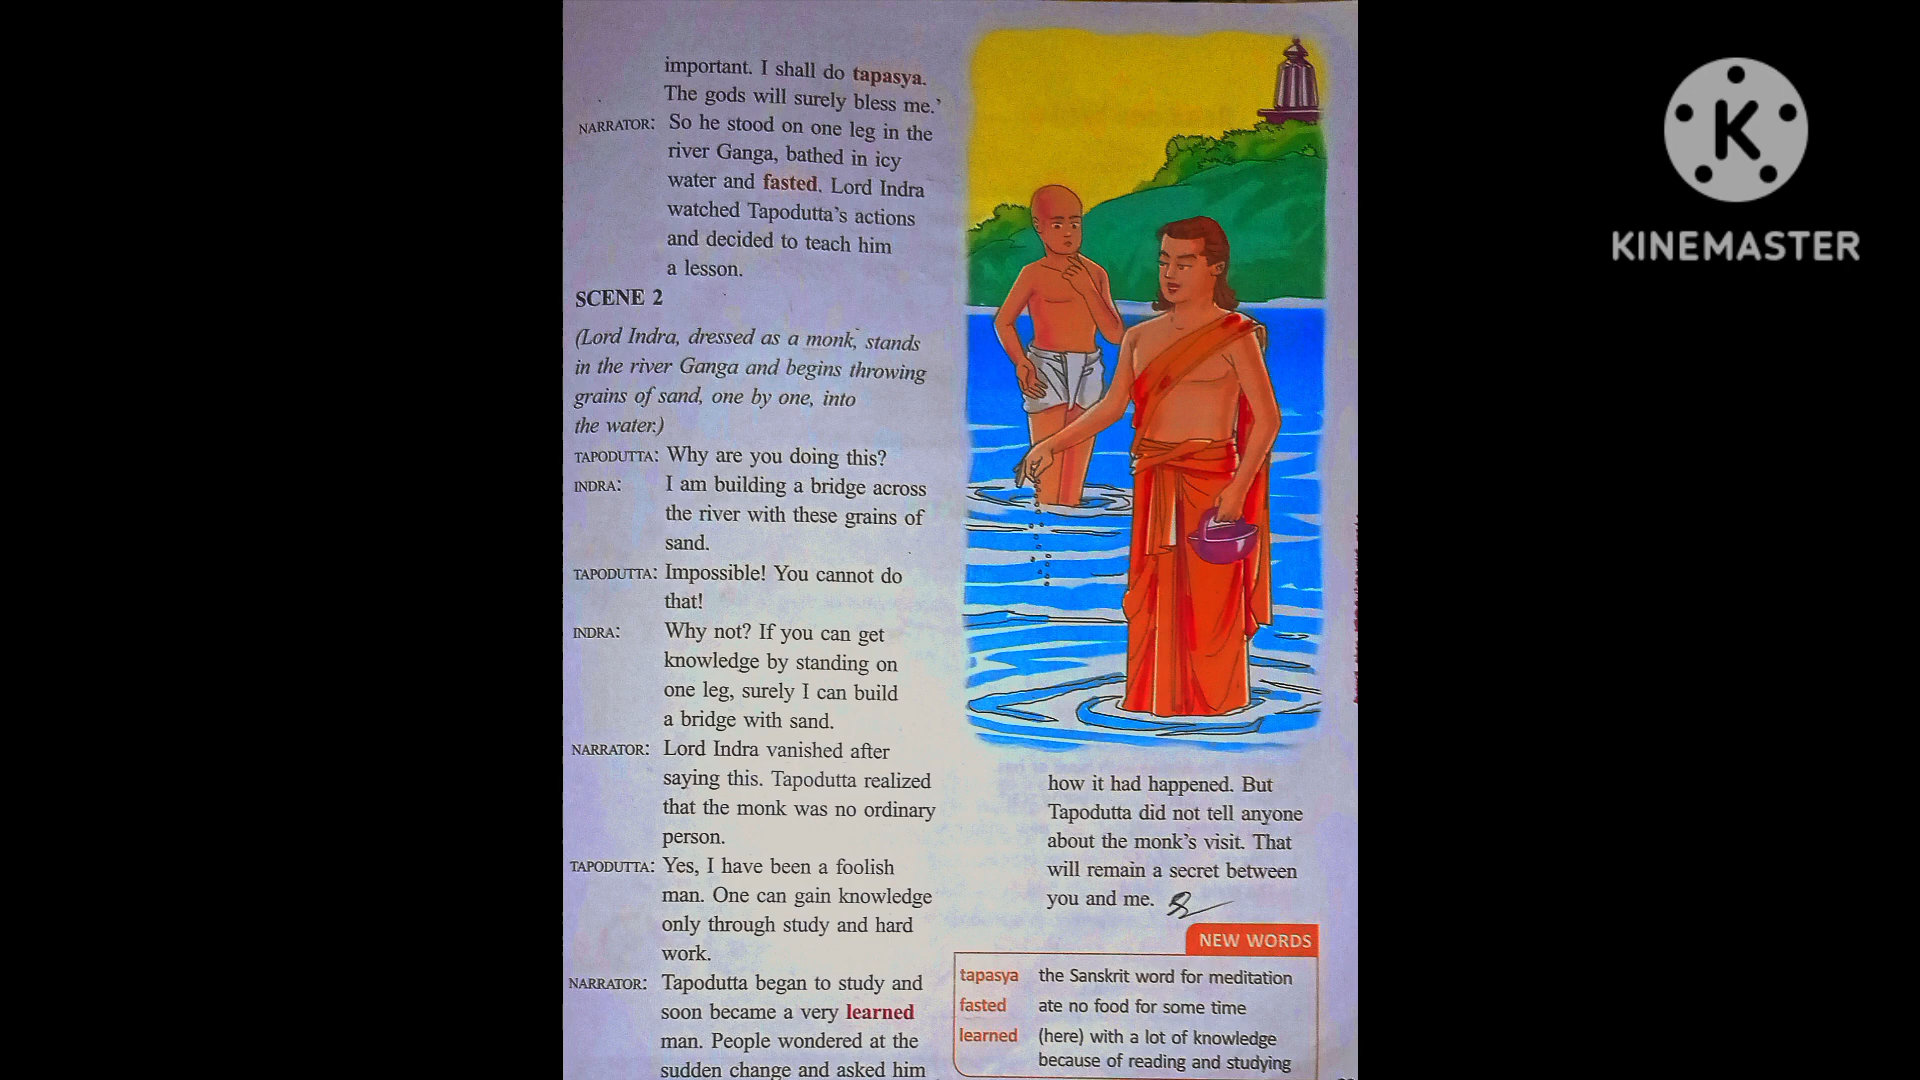 important. I shall do tapasya.
The gods will surely bless me.’
NARRATOR: So he stood on one leg in the
river Ganga, bathed in icy
water and fasted. Lord Indra
watched Tapodutta’s actions
and decided to teach him
a lesson.
SCENE 2
(Lord Indra, dressed as a monk, stands
in the river Ganga and begins throwing
grains of sand, one by one, into
the water.)
TAPODUTTA: Why are you doing this?
INDRA: I am building a bridge across
the river with these grains of
sand.
TAPODUTTA: Impossible! You cannot do
that!
INDRA: Why not? If you can get
knowledge by standing on
one leg, surely I can build
a bridge with sand.
NARRATOR: Lord Indra vanished after
saying this. Tapodutta realized
that the monk was no ordinary
person.
TAPODUTTA: Yes, I have been a foolish
man. One can gain knowledge
only through study and hard
work.
NARRATOR: Tapodutta began to study and
soon became a very learned
man. People wondered at the
sudden change and asked him
how it had happened. But
Tapodutta did not tell anyone
about the monk’s visit. That
will remain a secret between
you and me.
NEW WORDS
tapasya the Sanskrit word for meditation
fasted ate no food for some time
learned (here) with a lot of knowledge
because of reading and studying
K
KINEMASTER